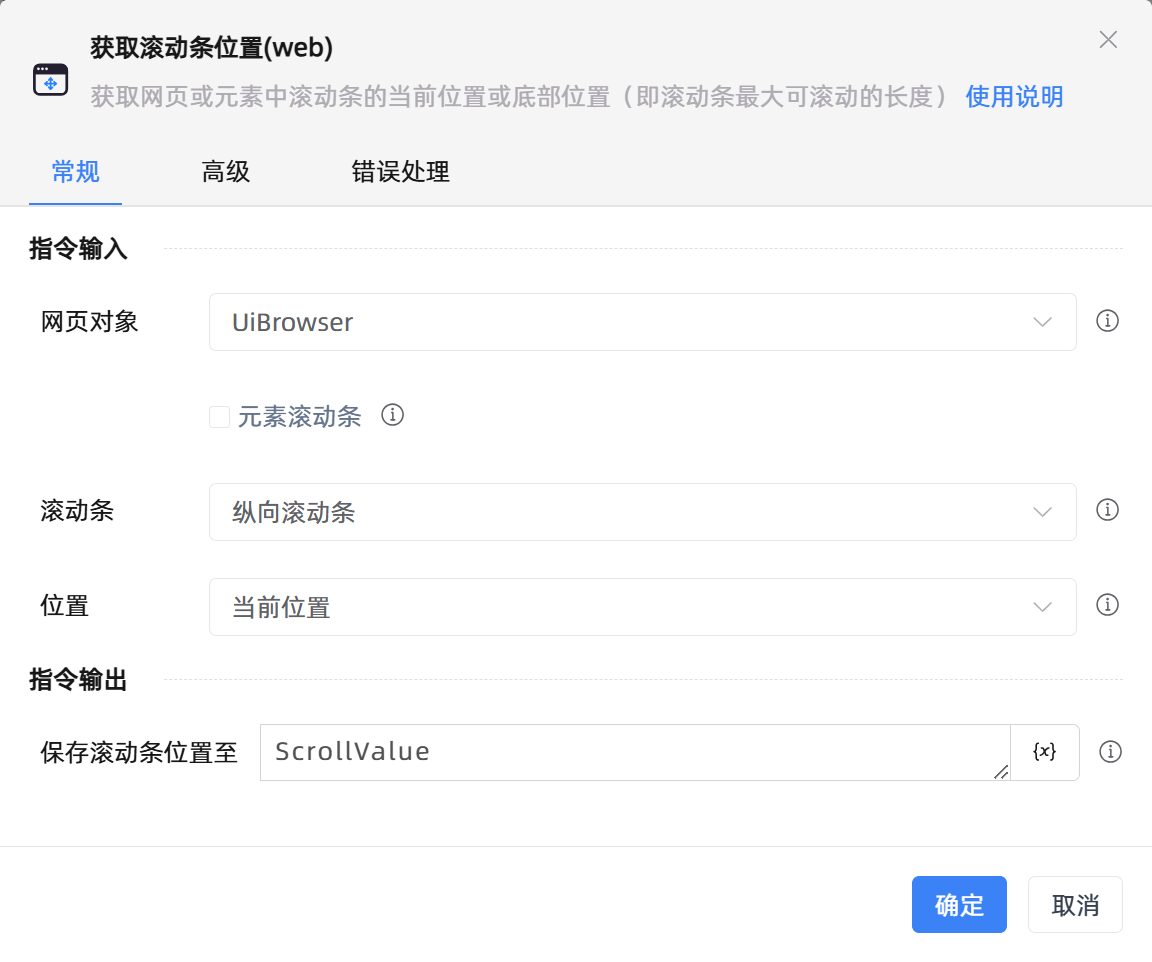 获取滚动条位置(web)
获取网页或元素中滚动条的当前位置或底部位置（即滚动条最大可滚动的长度） 使用说明
常规 高级 错误处理
指令输入
网页对象 UiBrowser
元素滚动条
滚动条 纵向滚动条
位置 当前位置
指令输出
保存滚动条位置至 ScrollValue {x}
确定 取消